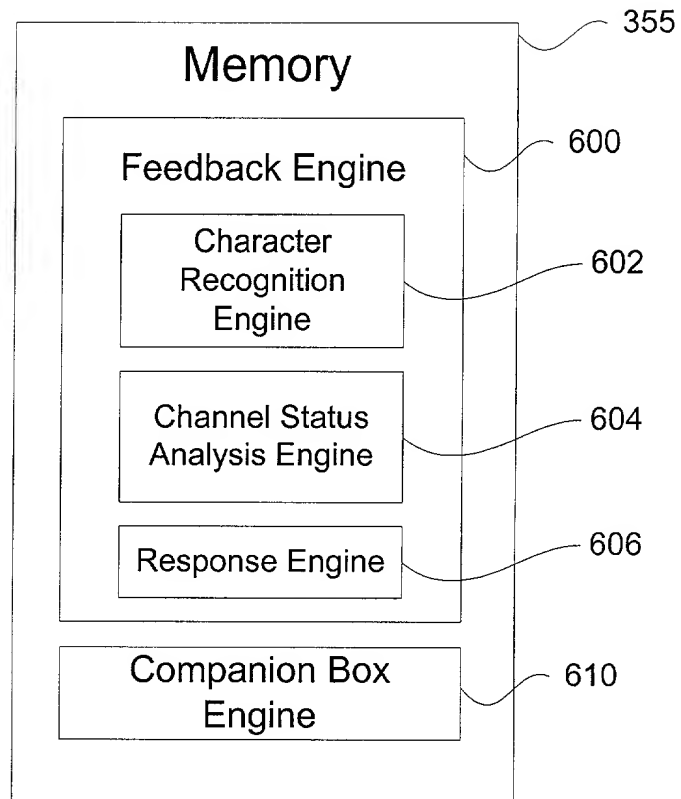 355
Memory
600
Feedback Engine
Character
Recognition
Engine
602
Channel Status
Analysis Engine
604
Response Engine
606
Companion Box
Engine
610